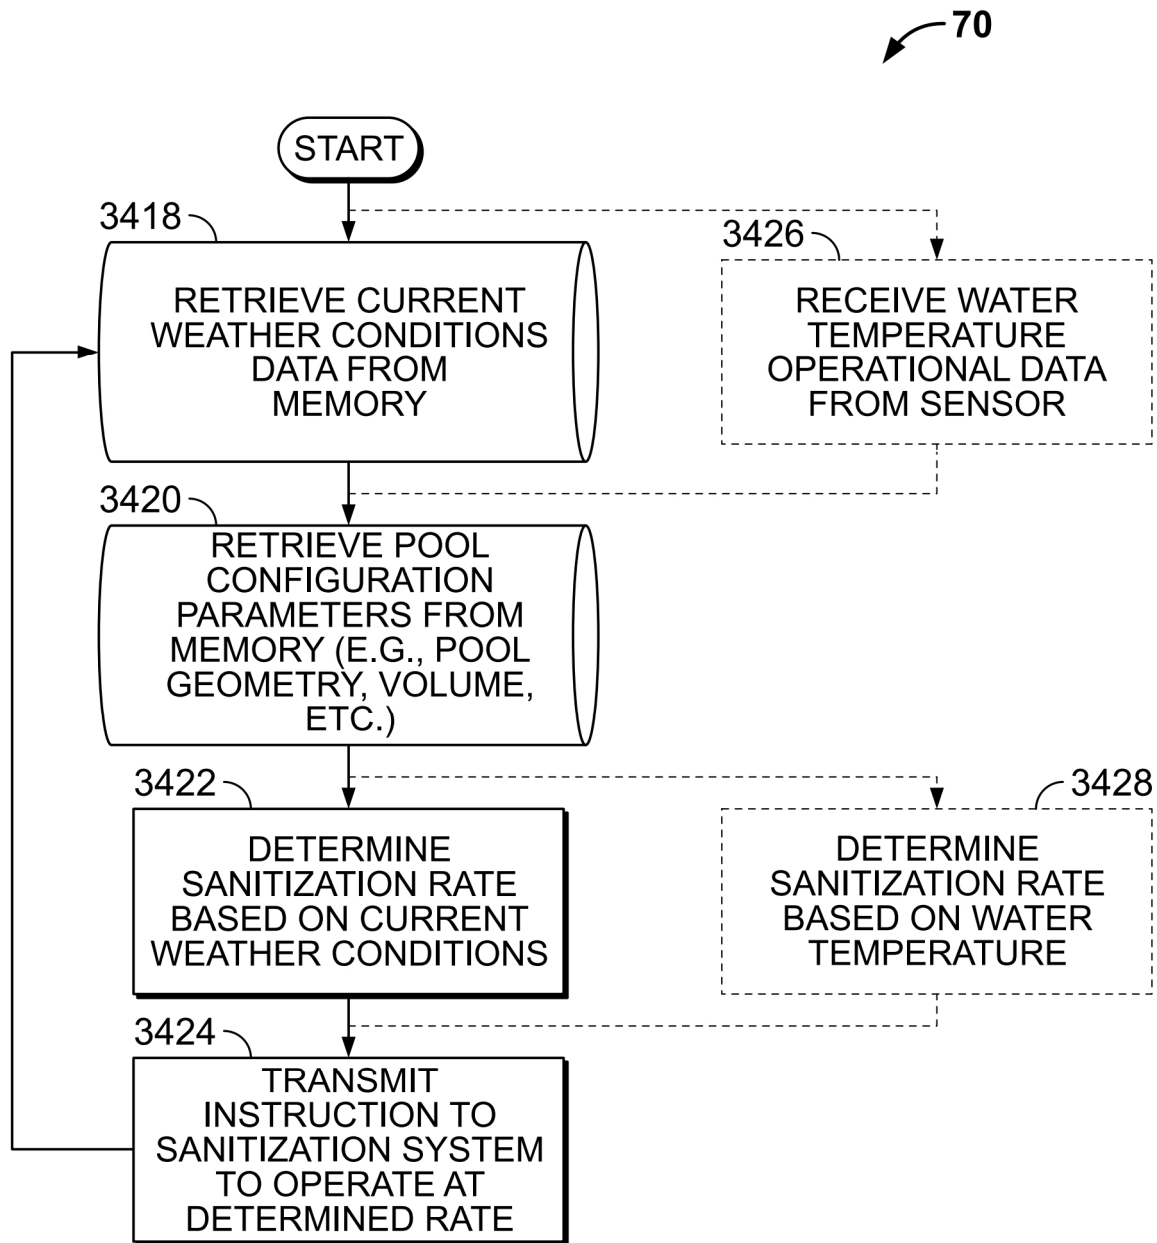 70
START
3418
RETRIEVE CURRENT
WEATHER CONDITIONS
DATA FROM
MEMORY
3426
RECEIVE WATER
TEMPERATURE
OPERATIONAL DATA
FROM SENSOR
3420
RETRIEVE POOL
CONFIGURATION
PARAMETERS FROM
MEMORY (E.G., POOL
GEOMETRY, VOLUME,
ETC.)
3422
DETERMINE
SANITIZATION RATE
BASED ON CURRENT
WEATHER CONDITIONS
3428
DETERMINE
SANITIZATION RATE
BASED ON WATER
TEMPERATURE
3424
TRANSMIT
INSTRUCTION TO
SANITIZATION SYSTEM
TO OPERATE AT
DETERMINED RATE